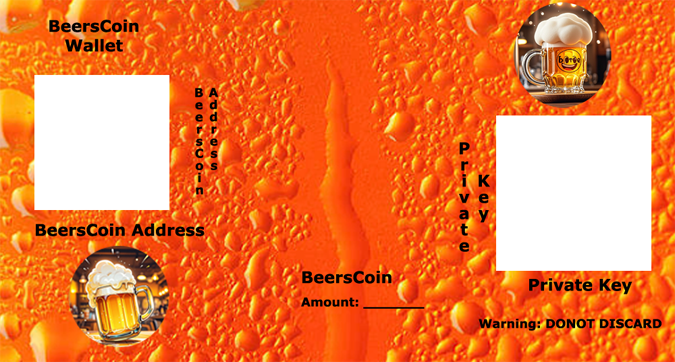 BeersCoin
Wallet
BeersCoin
Address
BeersCoin Address
BeersCoin
Amount: ________
Private
Key
Private Key
Warning: DONOT DISCARD